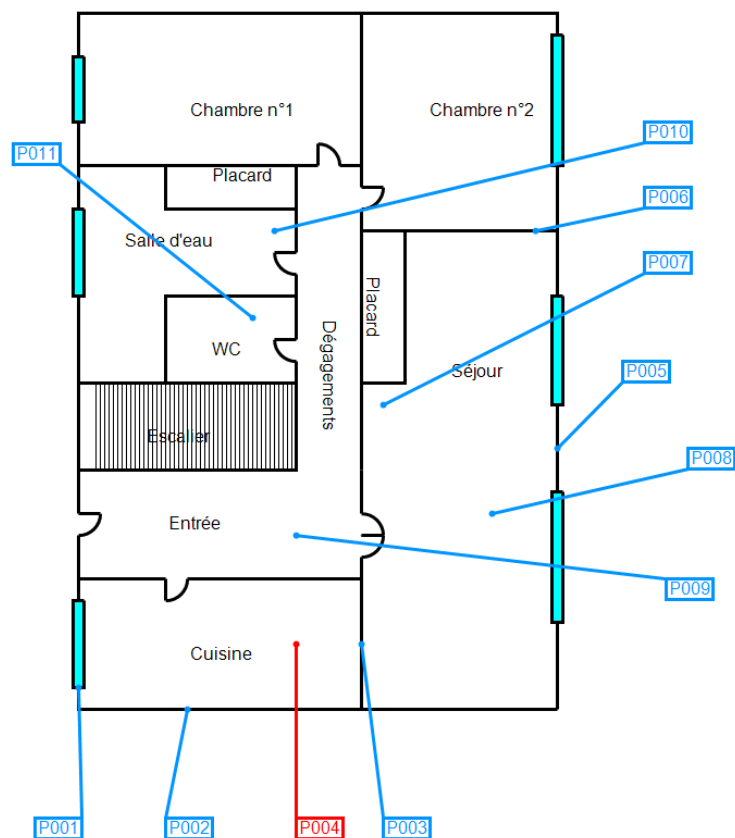 Chambre n°1
Chambre n°2
P010
P011
Placard
P006
Salle d'eau
P007
Placard
Dégagements
WC
Séjour
P005
Escalier
P008
Entrée
P009
Cuisine
P001
P002
P004
P003